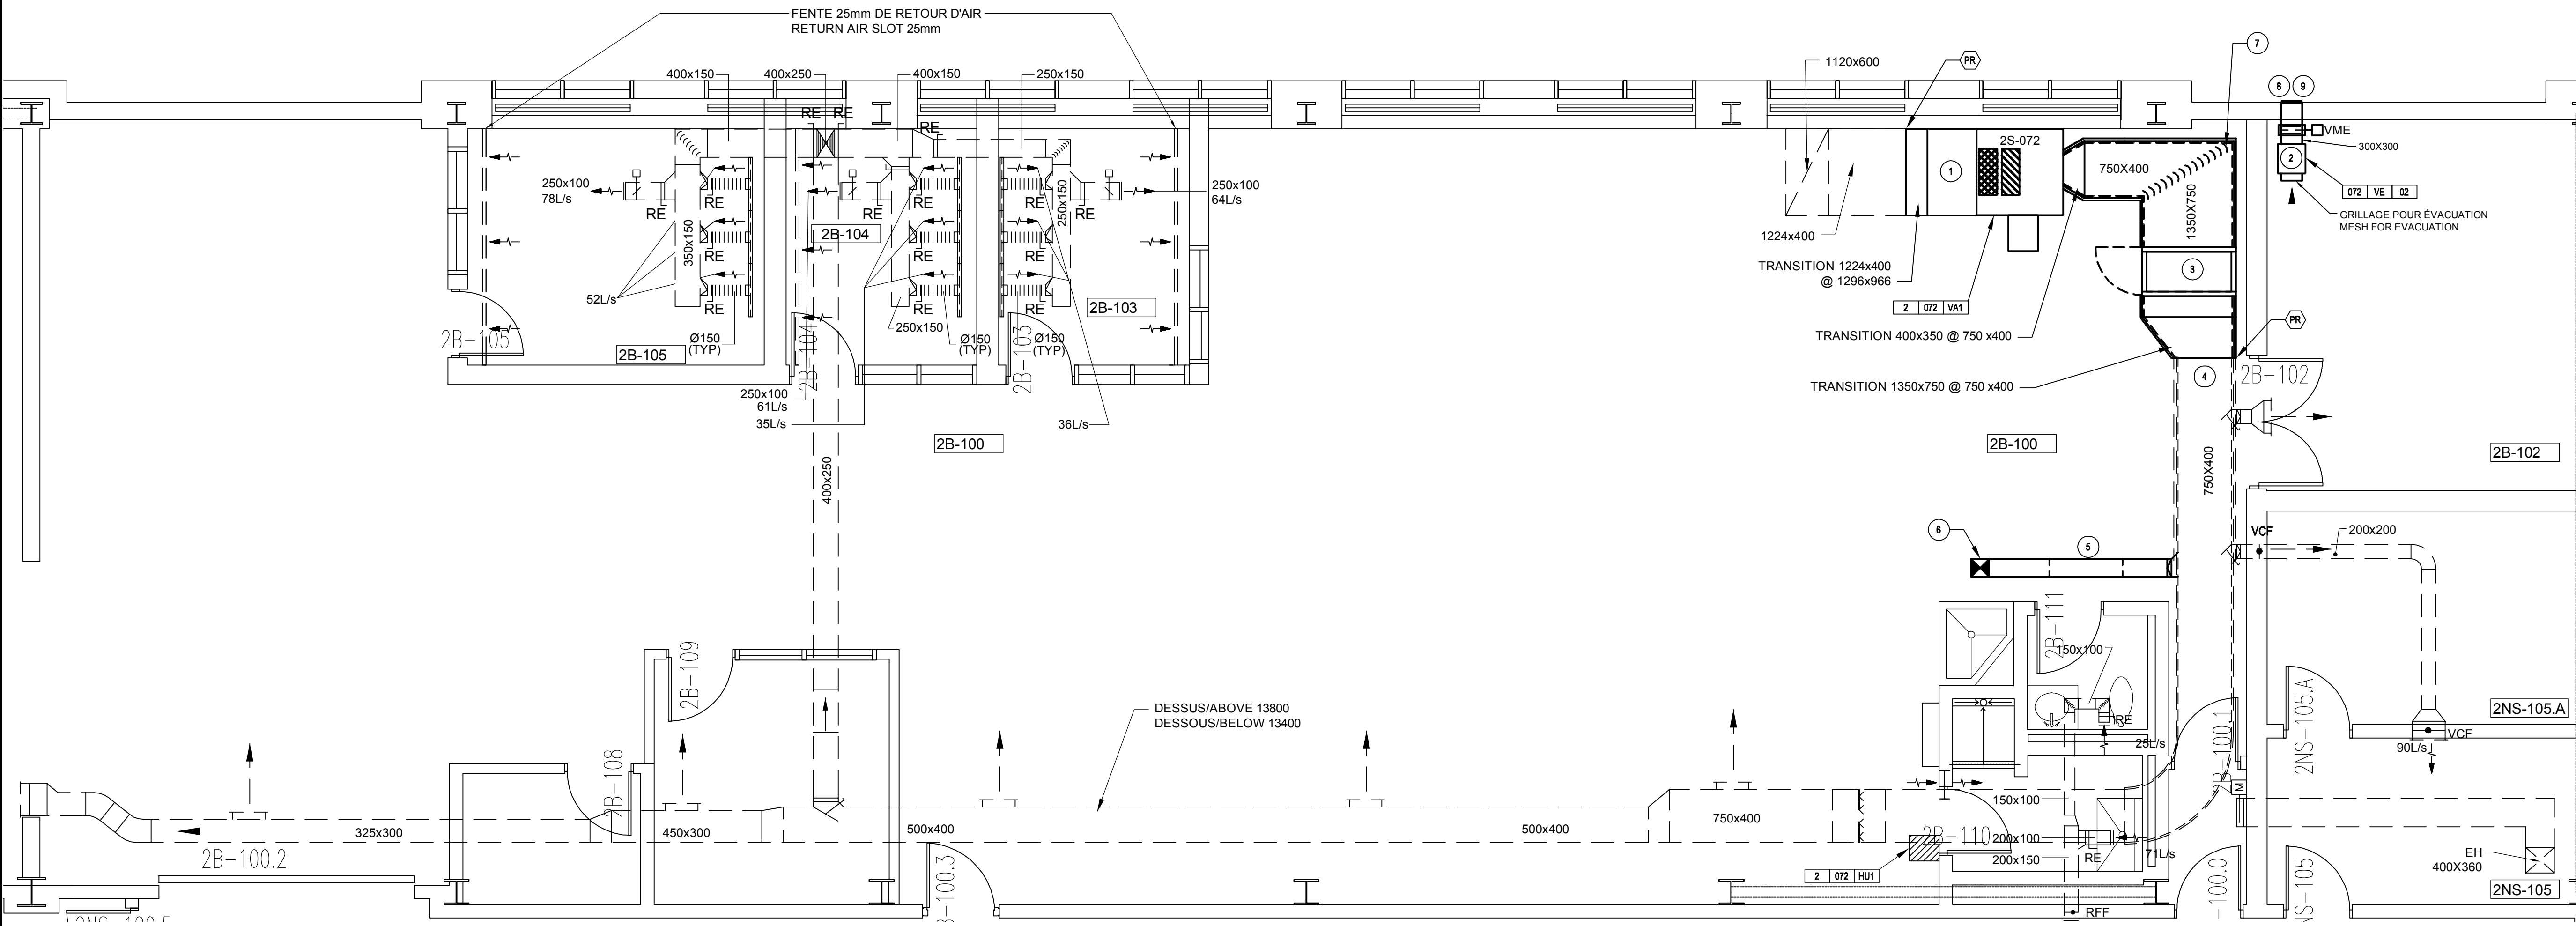 FENTE 25mm DE RETOUR D'AIR
RETURN AIR SLOT 25mm
400x150
400x250
400x150
250x150
RE
RE
RE
250x100
78L/s
RE
RE
RE
RE
350x150
52L/s
Ø150
(TYP)
2B-105
2B-105
2B-104
RE
RE
RE
RE
250x150
Ø150
(TYP)
2B-104
250x100
61L/s
35L/s
RE
RE
RE
RE
250x150
250x100
64L/s
2B-103
Ø150
(TYP)
2B-103
36L/s
2B-100
400x250
1120x600
PR
7
8
9
1
2S-072
750X400
1350X750
VME
300X300
2
072 VE 02
GRILLAGE POUR ÉVACUATION
MESH FOR EVACUATION
1224x400
TRANSITION 1224x400
@ 1296x966
2 072 VA1
3
TRANSITION 400x350 @ 750 x400
PR
TRANSITION 1350x750 @ 750 x400
4
2B-102
2B-100
2B-102
750X400
6
5
VCF
200x200
2B-111
150x100
RE
25L/s
2B-109
2B-108
DESSUS/ABOVE 13800
DESSOUS/BELOW 13400
2B-100.1
2NS-105.A
2NS-105.A
VCF
90L/s
M
325x300
450x300
500x400
500x400
750x400
150x100
200x100
200x150
2B-110
RE
71L/s
2B-100.2
2B-100.3
2 072 HU1
EH
400X360
2NS-105
RFF